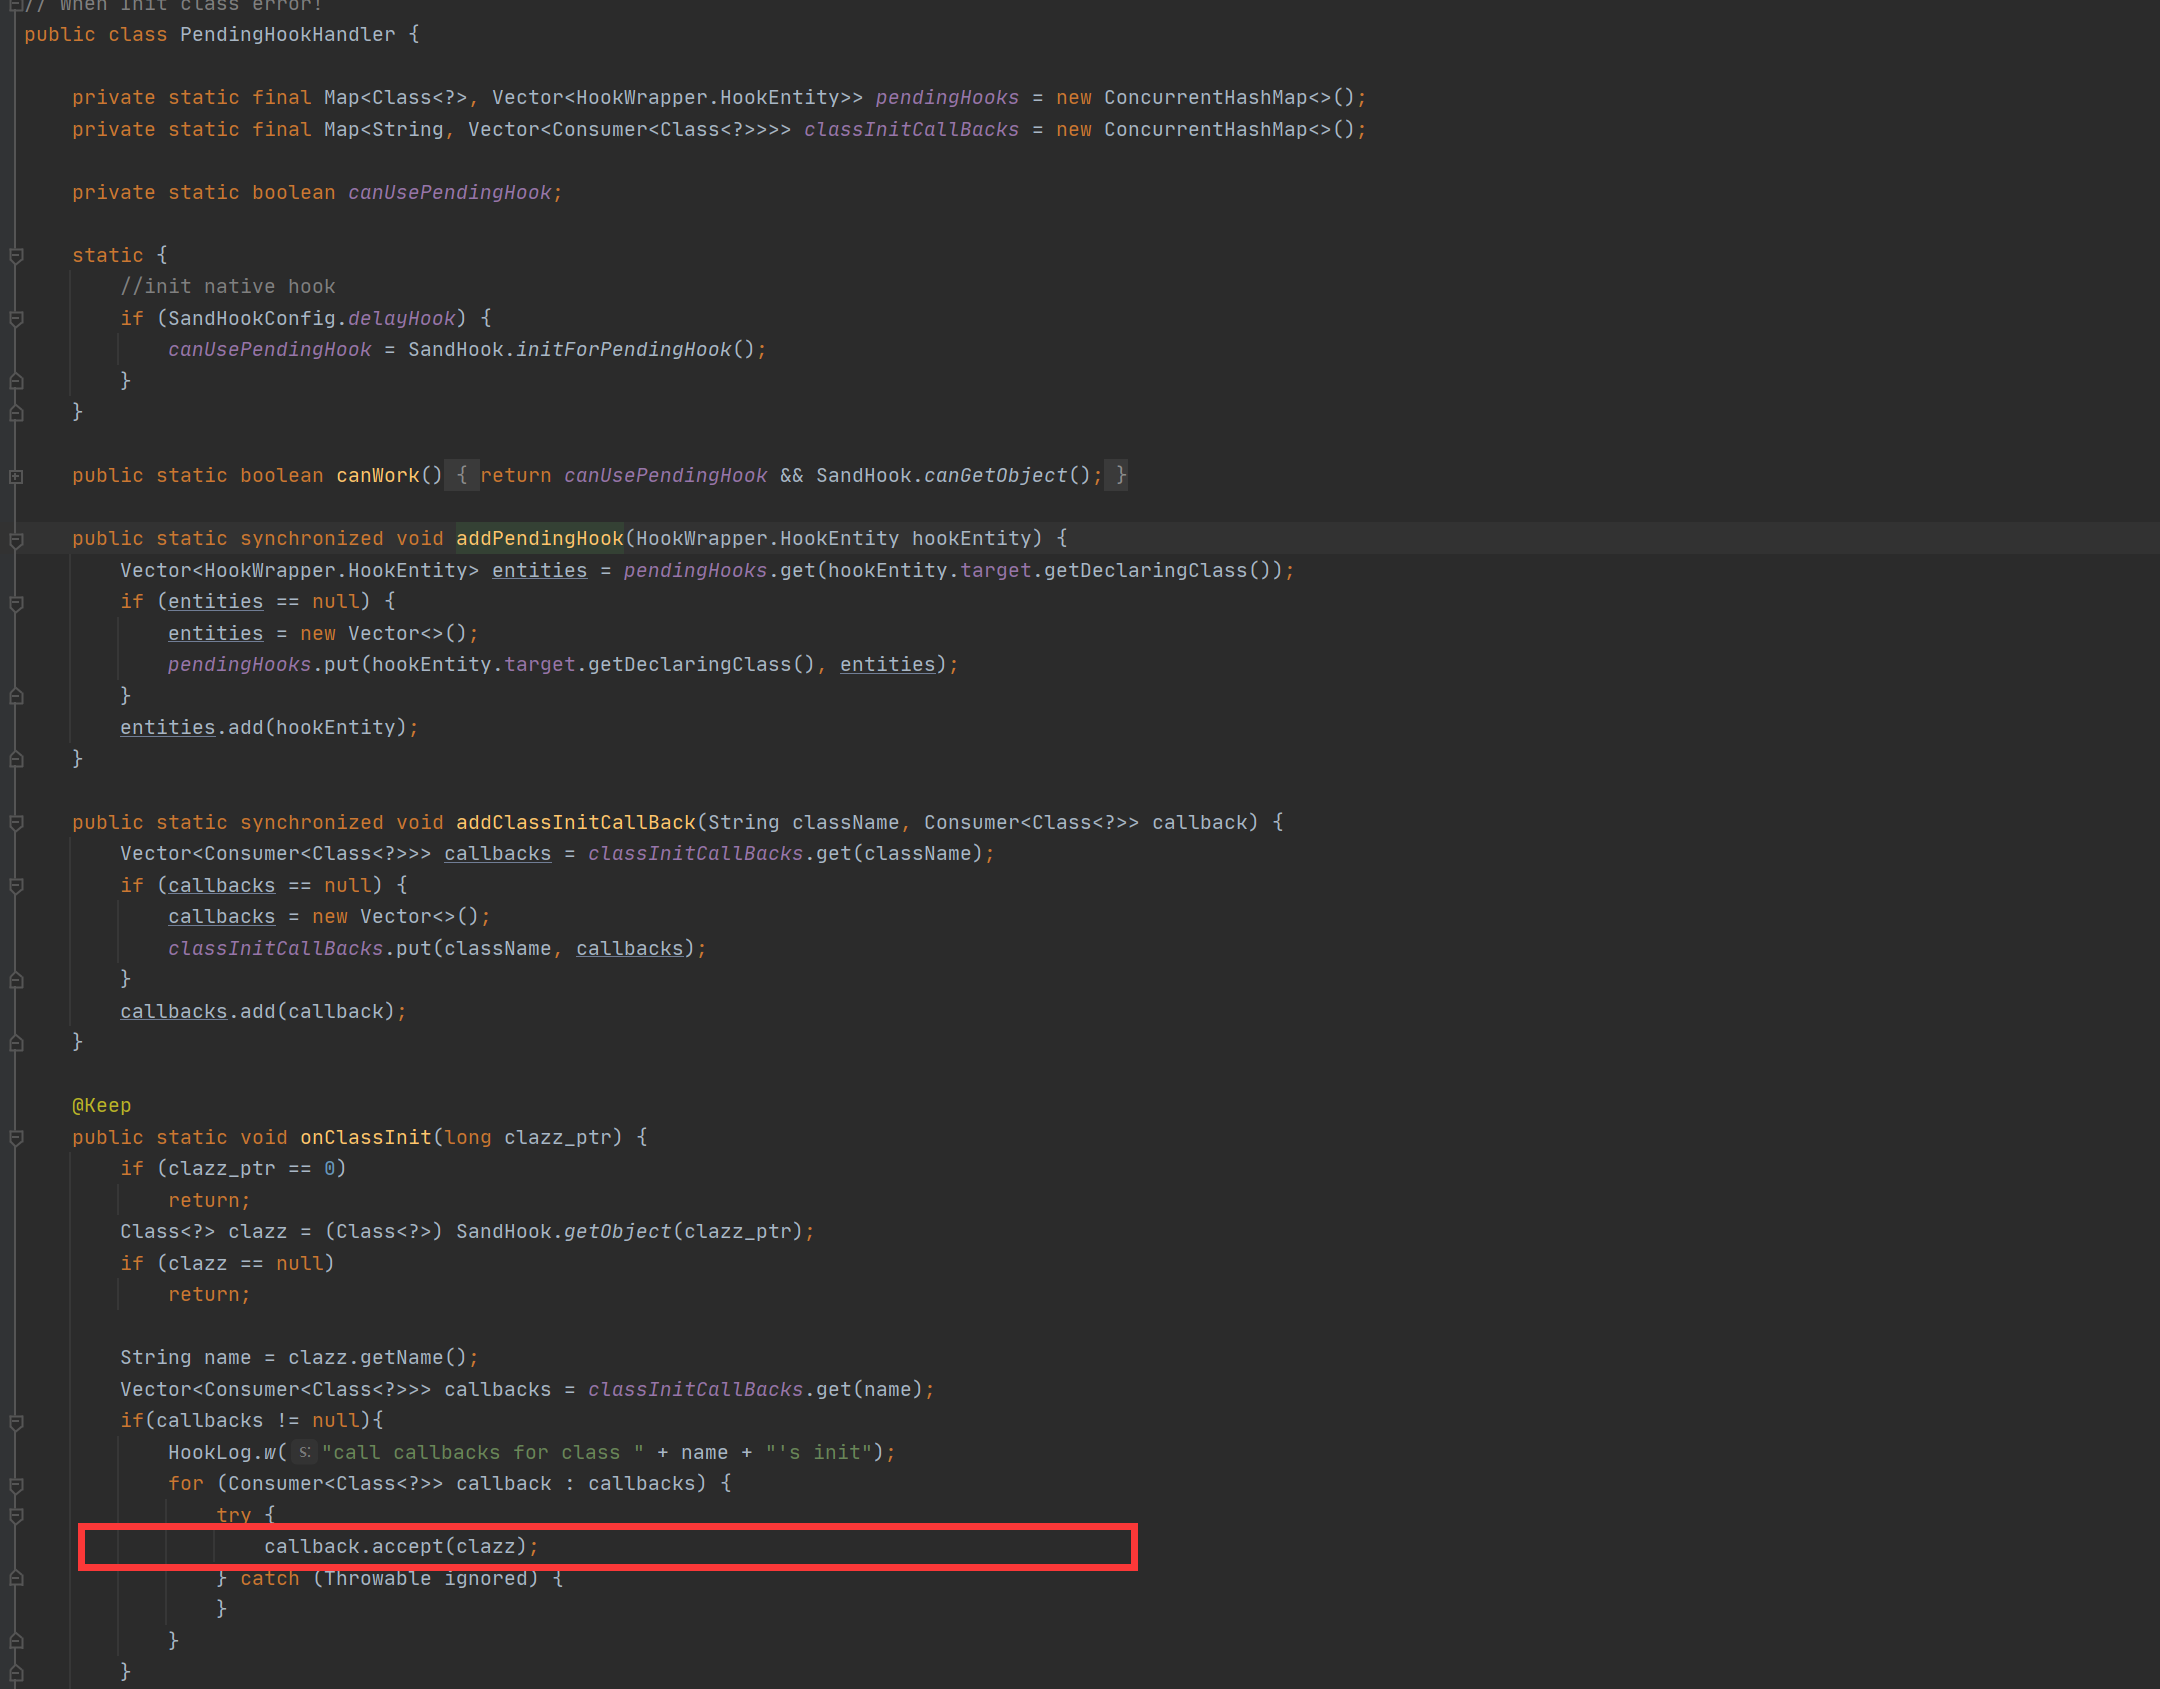 // When Init class error!
public class PendingHookHandler {
private static final Map<Class<?>, Vector<HookWrapper.HookEntity>> pendingHooks = new ConcurrentHashMap<>();
private static final Map<String, Vector<Consumer<Class<?>>>> classInitCallBacks = new ConcurrentHashMap<>();
private static boolean canUsePendingHook;
static {
//init native hook
if (SandHookConfig.delayHook) {
canUsePendingHook = SandHook.initForPendingHook();
}
}
public static boolean canWork() { return canUsePendingHook && SandHook.canGetObject(); }
public static synchronized void addPendingHook(HookWrapper.HookEntity hookEntity) {
Vector<HookWrapper.HookEntity> entities = pendingHooks.get(hookEntity.target.getDeclaringClass());
if (entities == null) {
entities = new Vector<>();
pendingHooks.put(hookEntity.target.getDeclaringClass(), entities);
}
entities.add(hookEntity);
}
public static synchronized void addClassInitCallBack(String className, Consumer<Class<?>> callback) {
Vector<Consumer<Class<?>>> callbacks = classInitCallBacks.get(className);
if (callbacks == null) {
callbacks = new Vector<>();
classInitCallBacks.put(className, callbacks);
}
callbacks.add(callback);
}
@Keep
public static void onClassInit(long clazz_ptr) {
if (clazz_ptr == 0)
return;
Class<?> clazz = (Class<?>) SandHook.getObject(clazz_ptr);
if (clazz == null)
return;
String name = clazz.getName();
Vector<Consumer<Class<?>>> callbacks = classInitCallBacks.get(name);
if(callbacks != null){
HookLog.w( s: "call callbacks for class " + name + "'s init");
for (Consumer<Class<?>> callback : callbacks) {
try {
callback.accept(clazz);
} catch (Throwable ignored) {
}
}
}